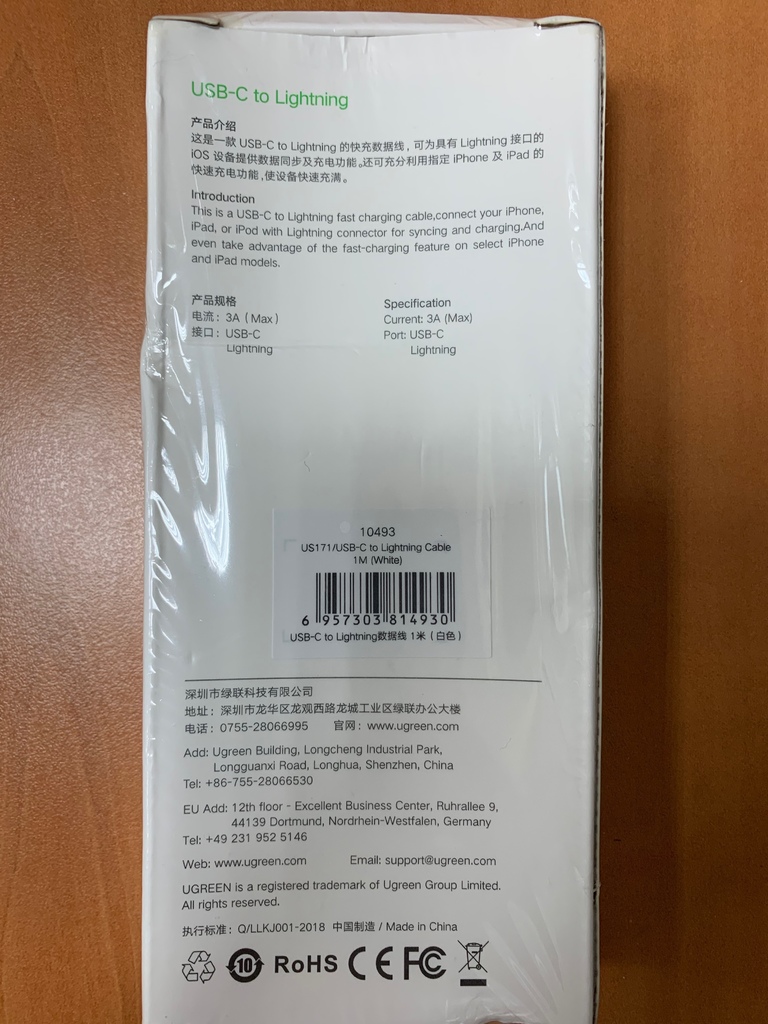 USB-C to Lightning
产品介绍
这是一款 USB-C to Lightning 的快充数据线，可为具有 Lightning 接口的
iOS 设备提供数据同步及充电功能。还可充分利用指定 iPhone 及 iPad 的
快速充电功能,使设备快速充满。
Introduction
This is a USB-C to Lightning fast charging cable,connect your iPhone,
iPad, or iPod with Lightning connector for syncing and charging.And
even take advantage of the fast-charging feature on select iPhone
and iPad models.
产品规格
电流：3A（Max）
接口：USB-C
Lightning
Specification
Current: 3A (Max)
Port: USB-C
Lightning
10493
US171/USB-C to Lightning Cable
1M (White)
6 957303 814930
USB-C to Lightning数据线 1米（白色）
深圳市绿联科技有限公司
地址：深圳市龙华区龙观西路龙城工业区绿联办公大楼
电话：0755-28066995 官网：www.ugreen.com
Add: Ugreen Building, Longcheng Industrial Park,
Longguanxi Road, Longhua, Shenzhen, China
Tel: +86-755-28066530
EU Add: 12th floor - Excellent Business Center, Ruhrallee 9,
44139 Dortmund, Nordrhein-Westfalen, Germany
Tel: +49 231 952 5146
Web: www.ugreen.com Email: support@ugreen.com
UGREEN is a registered trademark of Ugreen Group Limited.
All rights reserved.
执行标准：Q/LLKJ001-2018 中国制造 / Made in China
10 RoHS CE FC